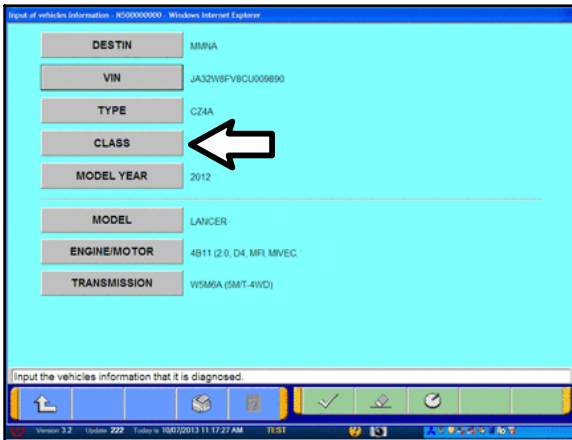 Input of vehicles information - N500000000 - Windows Internet Explorer
DESTIN MMNA
VIN JA32W8FV8CU009890
TYPE CZ4A
CLASS
MODEL YEAR 2012
MODEL LANCER
ENGINE/MOTOR 4B11 (2.0, D4, MFI, MIVEC,
TRANSMISSION W5M6A (5M/T-4WD)
Input the vehicles information that it is diagnosed.
Version 3.2 Update 222 Today is 10/07/2013 11:17:27 AM TEST